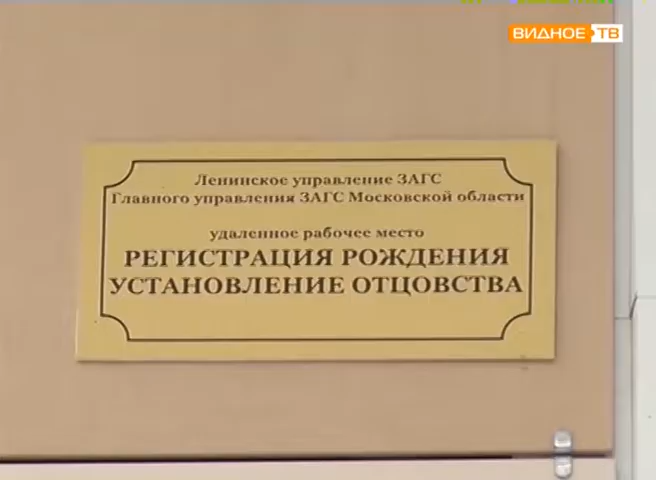 ВИДНОЕ ТВ
Ленинское управление ЗАГС
Главного управления ЗАГС Московской области
удаленное рабочее место
РЕГИСТРАЦИЯ РОЖДЕНИЯ
УСТАНОВЛЕНИЕ ОТЦОВСТВА